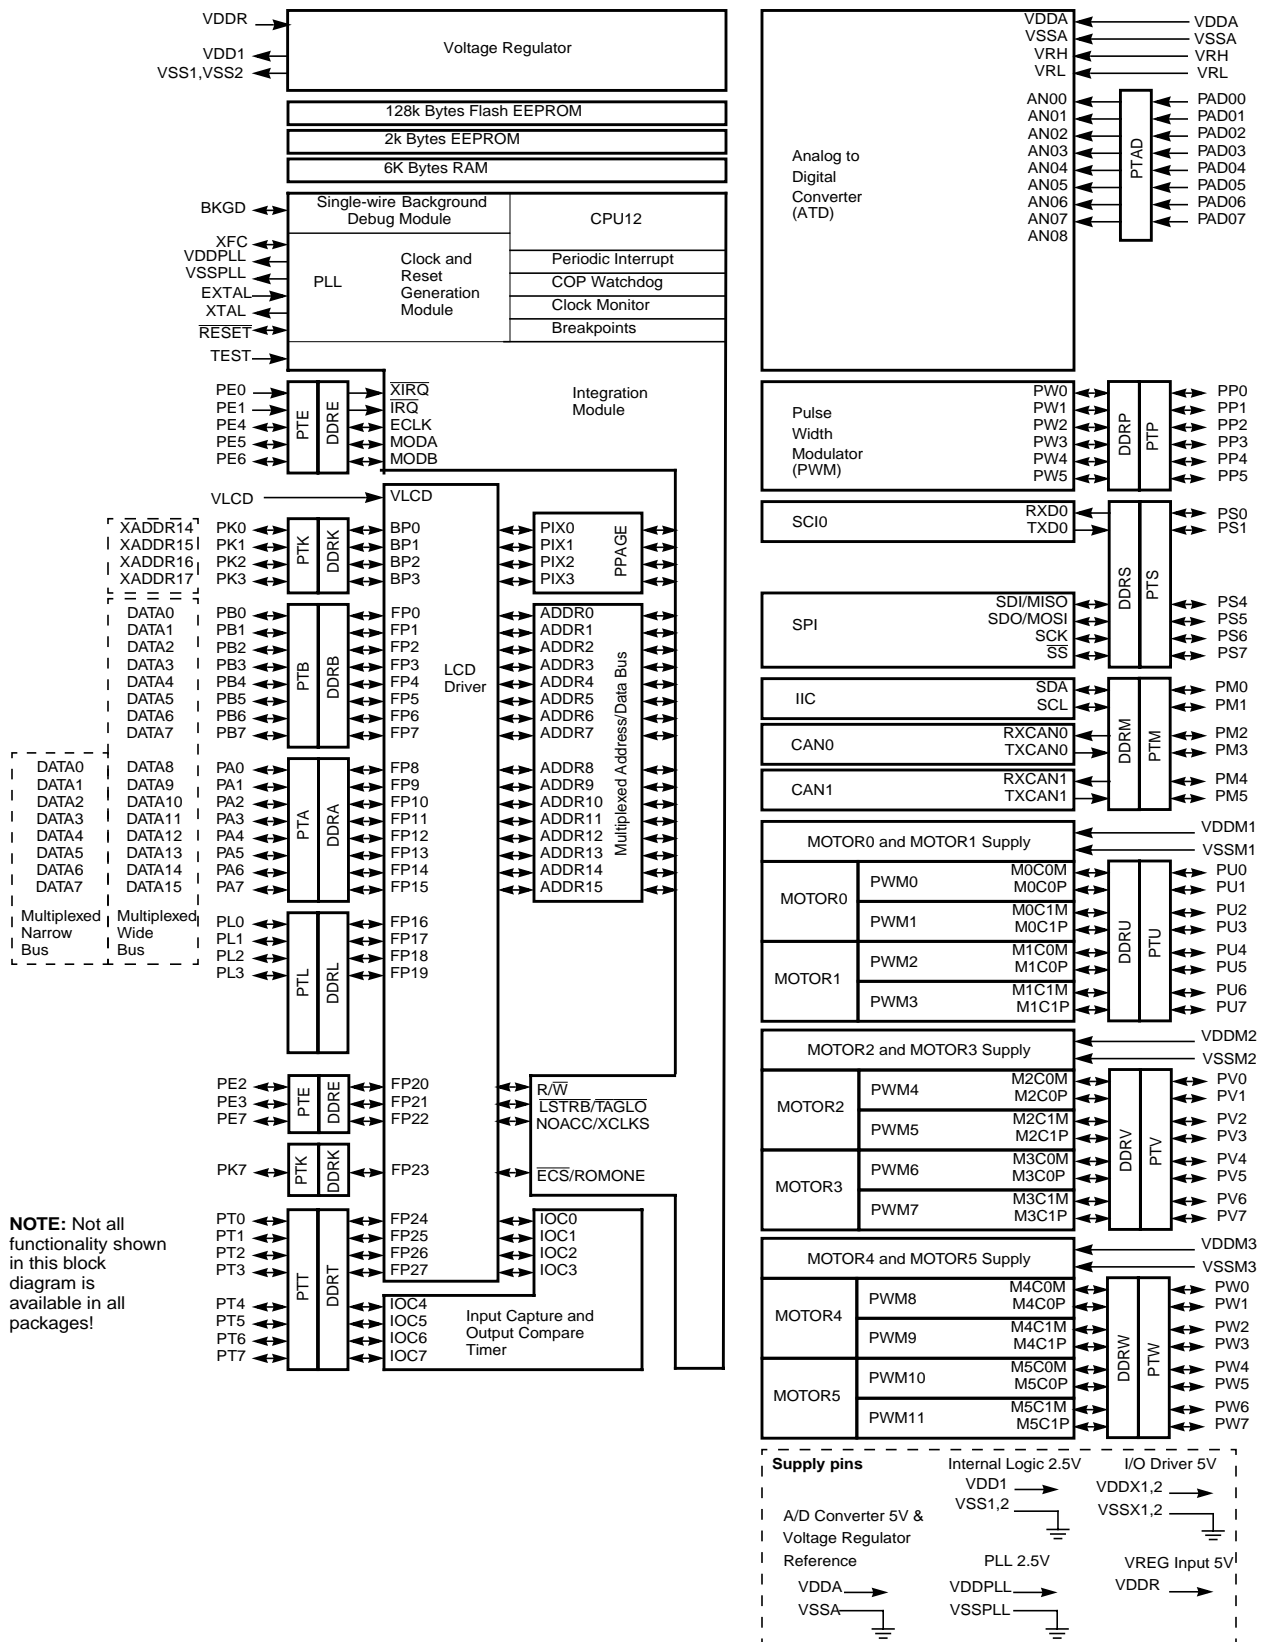 VDDR
VDD1
VSS1,VSS2
Voltage Regulator
128k Bytes Flash EEPROM
2k Bytes EEPROM
6K Bytes RAM
Single-wire Background
Debug Module
CPU12
BKGD
XFC
VDDPLL
VSSPLL
EXTAL
XTAL
RESET
TEST
PLL
Clock and
Reset
Generation
Module
Periodic Interrupt
COP Watchdog
Clock Monitor
Breakpoints
Integration
Module
PE0
PE1
PE4
PE5
PE6
PTE
DDRE
XIRQ
IRQ
ECLK
MODA
MODB
VLCD
VLCD
XADDR14
XADDR15
XADDR16
XADDR17
PK0
PK1
PK2
PK3
PTK
DDRK
BP0
BP1
BP2
BP3
PIX0
PIX1
PIX2
PIX3
PPAGE
DATA0
DATA1
DATA2
DATA3
DATA4
DATA5
DATA6
DATA7
PB0
PB1
PB2
PB3
PB4
PB5
PB6
PB7
PTB
DDRB
FP0
FP1
FP2
FP3
FP4
FP5
FP6
FP7
LCD
Driver
ADDR0
ADDR1
ADDR2
ADDR3
ADDR4
ADDR5
ADDR6
ADDR7
Multiplexed Address/Data Bus
DATA0
DATA1
DATA2
DATA3
DATA4
DATA5
DATA6
DATA7
Multiplexed
Narrow
Bus
DATA8
DATA9
DATA10
DATA11
DATA12
DATA13
DATA14
DATA15
Multiplexed
Wide
Bus
PA0
PA1
PA2
PA3
PA4
PA5
PA6
PA7
PTA
DDRA
FP8
FP9
FP10
FP11
FP12
FP13
FP14
FP15
ADDR8
ADDR9
ADDR10
ADDR11
ADDR12
ADDR13
ADDR14
ADDR15
PL0
PL1
PL2
PL3
PTL
DDRL
FP16
FP17
FP18
FP19
PE2
PE3
PE7
PTE
DDRE
FP20
FP21
FP22
R/W
LSTRB/TAGLO
NOACC/XCLKS
PK7
PTK
DDRK
FP23
ECS/ROMONE
NOTE: Not all
functionality shown
in this block
diagram is
available in all
packages!
PT0
PT1
PT2
PT3
PT4
PT5
PT6
PT7
PTT
DDRT
FP24
FP25
FP26
FP27
IOC0
IOC1
IOC2
IOC3
IOC4
IOC5
IOC6
IOC7
Input Capture and
Output Compare
Timer
Analog to
Digital
Converter
(ATD)
VDDA
VSSA
VRH
VRL
VDDA
VSSA
VRH
VRL
AN00
AN01
AN02
AN03
AN04
AN05
AN06
AN07
AN08
PTAD
PAD00
PAD01
PAD02
PAD03
PAD04
PAD05
PAD06
PAD07
Pulse
Width
Modulator
(PWM)
PW0
PW1
PW2
PW3
PW4
PW5
DDRP
PTP
PP0
PP1
PP2
PP3
PP4
PP5
SCI0
RXD0
TXD0
PS0
PS1
DDRS
PTS
SPI
SDI/MISO
SDO/MOSI
SCK
SS
PS4
PS5
PS6
PS7
IIC
SDA
SCL
PM0
PM1
CAN0
RXCAN0
TXCAN0
DDRM
PTM
PM2
PM3
CAN1
RXCAN1
TXCAN1
PM4
PM5
MOTOR0 and MOTOR1 Supply
VDDM1
VSSM1
MOTOR0
PWM0
M0C0M
M0C0P
PU0
PU1
PWM1
M0C1M
M0C1P
PU2
PU3
DDRU
PTU
MOTOR1
PWM2
M1C0M
M1C0P
PU4
PU5
PWM3
M1C1M
M1C1P
PU6
PU7
MOTOR2 and MOTOR3 Supply
VDDM2
VSSM2
MOTOR2
PWM4
M2C0M
M2C0P
PV0
PV1
PWM5
M2C1M
M2C1P
PV2
PV3
DDRV
PTV
MOTOR3
PWM6
M3C0M
M3C0P
PV4
PV5
PWM7
M3C1M
M3C1P
PV6
PV7
MOTOR4 and MOTOR5 Supply
VDDM3
VSSM3
MOTOR4
PWM8
M4C0M
M4C0P
PW0
PW1
PWM9
M4C1M
M4C1P
PW2
PW3
DDRW
PTW
MOTOR5
PWM10
M5C0M
M5C0P
PW4
PW5
PWM11
M5C1M
M5C1P
PW6
PW7
Supply pins
Internal Logic 2.5V
VDD1
VSS1,2
I/O Driver 5V
VDDX1,2
VSSX1,2
A/D Converter 5V &
Voltage Regulator
Reference
VDDA
VSSA
PLL 2.5V
VDDPLL
VSSPLL
VREG Input 5V
VDDR